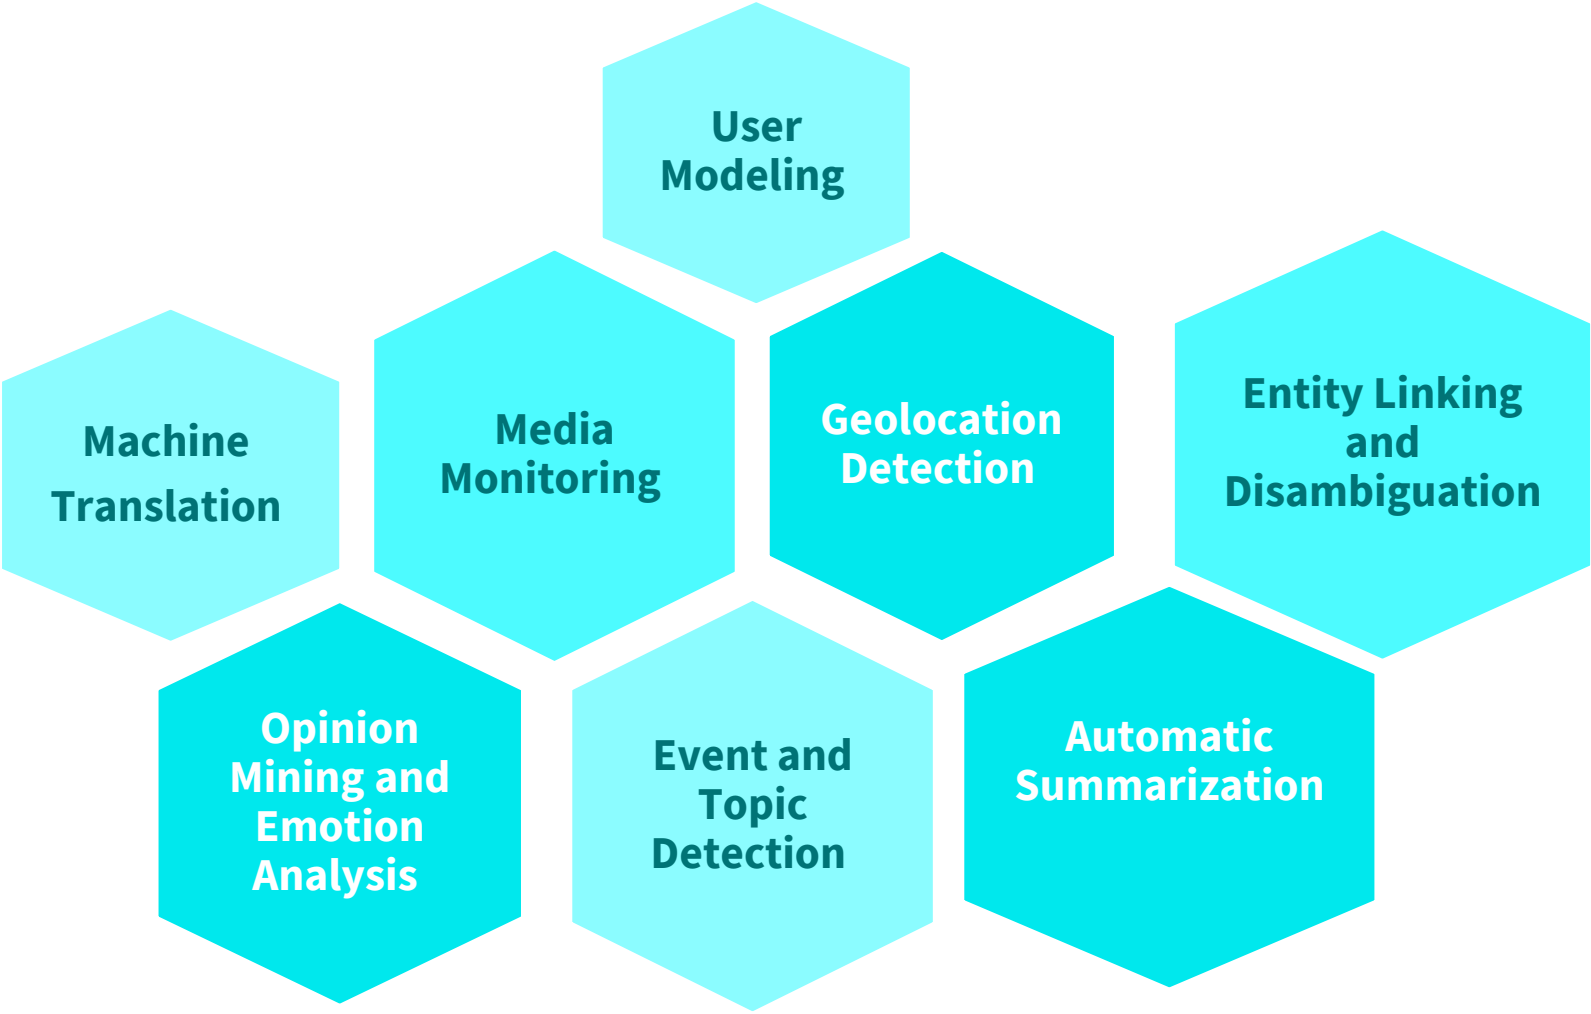 User
Modeling
Machine
Translation
Media
Monitoring
Geolocation
Detection
Entity Linking
and
Disambiguation
Opinion
Mining and
Emotion
Analysis
Event and
Topic
Detection
Automatic
Summarization